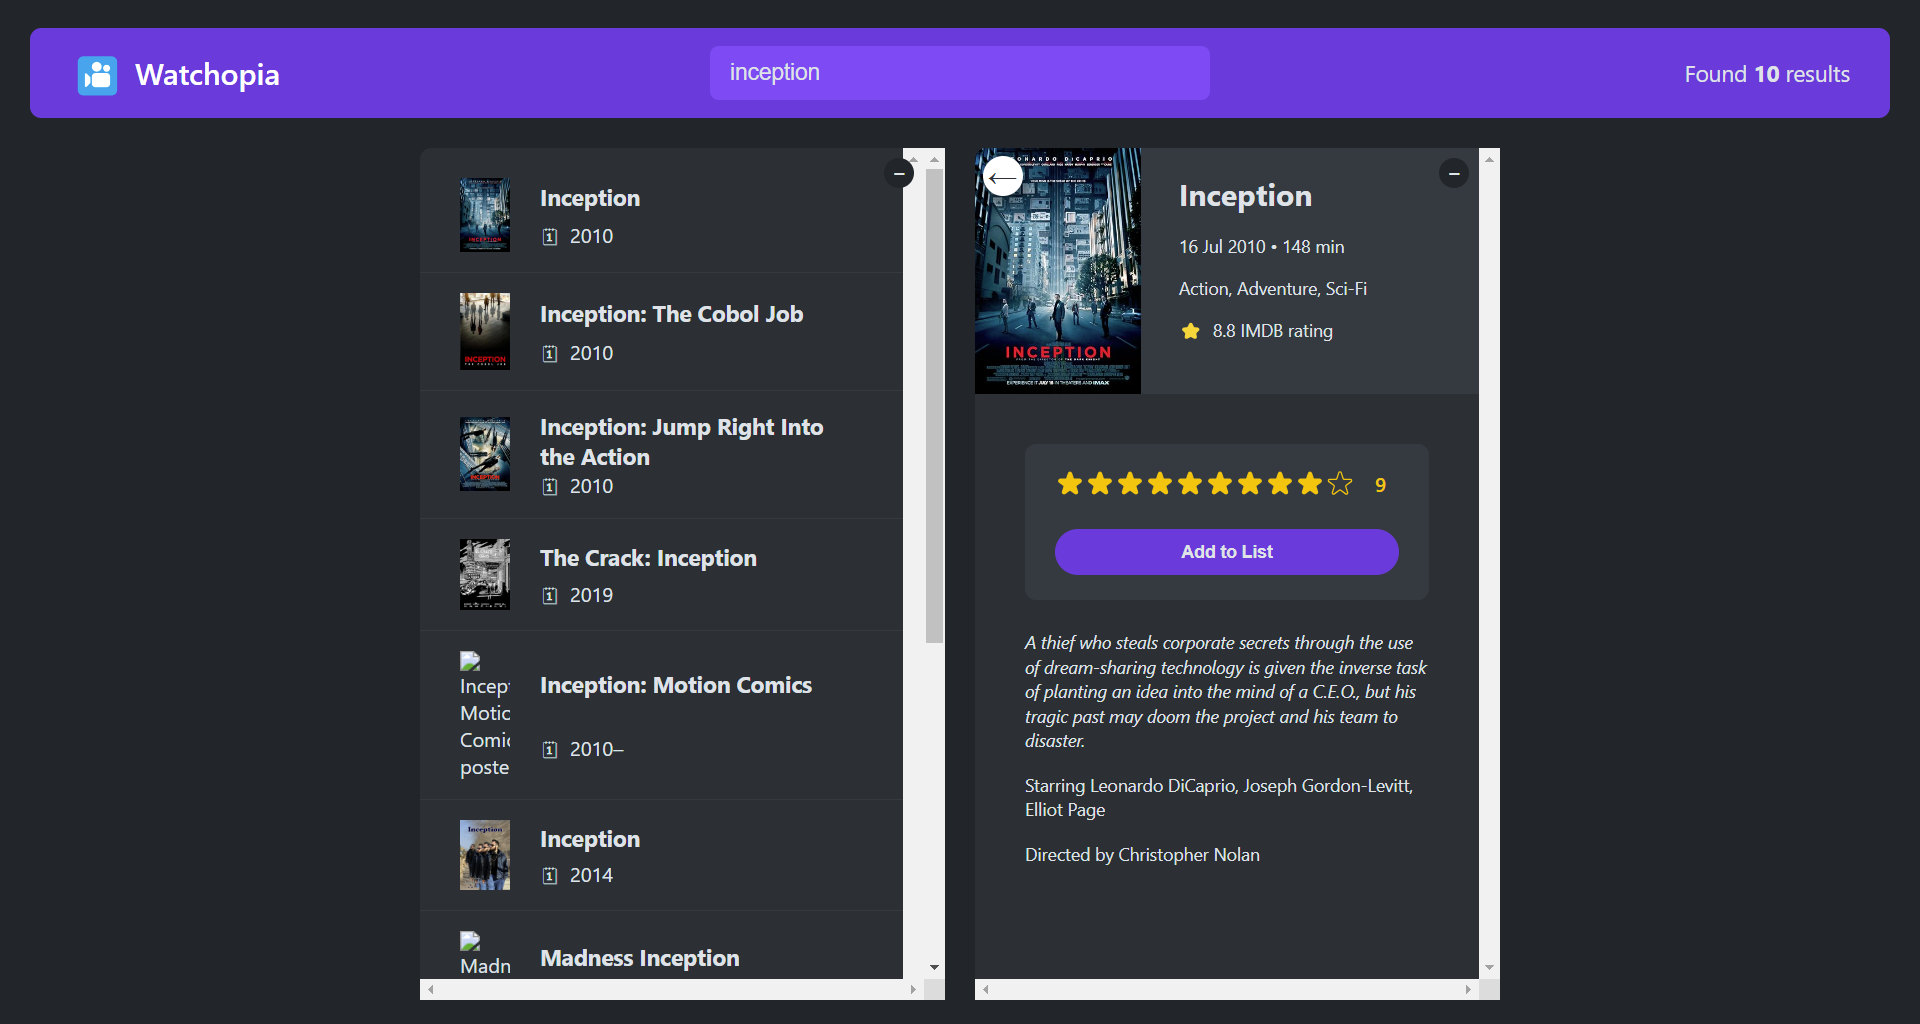 Watchopia
inception
Found 10 results
Inception
2010
Inception: The Cobol Job
2010
Inception: Jump Right Into
the Action
2010
The Crack: Inception
2019
Incep
Motic
Comic
poste
Inception: Motion Comics
2010–
Inception
2014
Madn
Madness Inception
INCEPTION
Inception
16 Jul 2010 • 148 min
Action, Adventure, Sci-Fi
8.8 IMDB rating
9
Add to List
A thief who steals corporate secrets through the use
of dream-sharing technology is given the inverse task
of planting an idea into the mind of a C.E.O., but his
tragic past may doom the project and his team to
disaster.
Starring Leonardo DiCaprio, Joseph Gordon-Levitt,
Elliot Page
Directed by Christopher Nolan